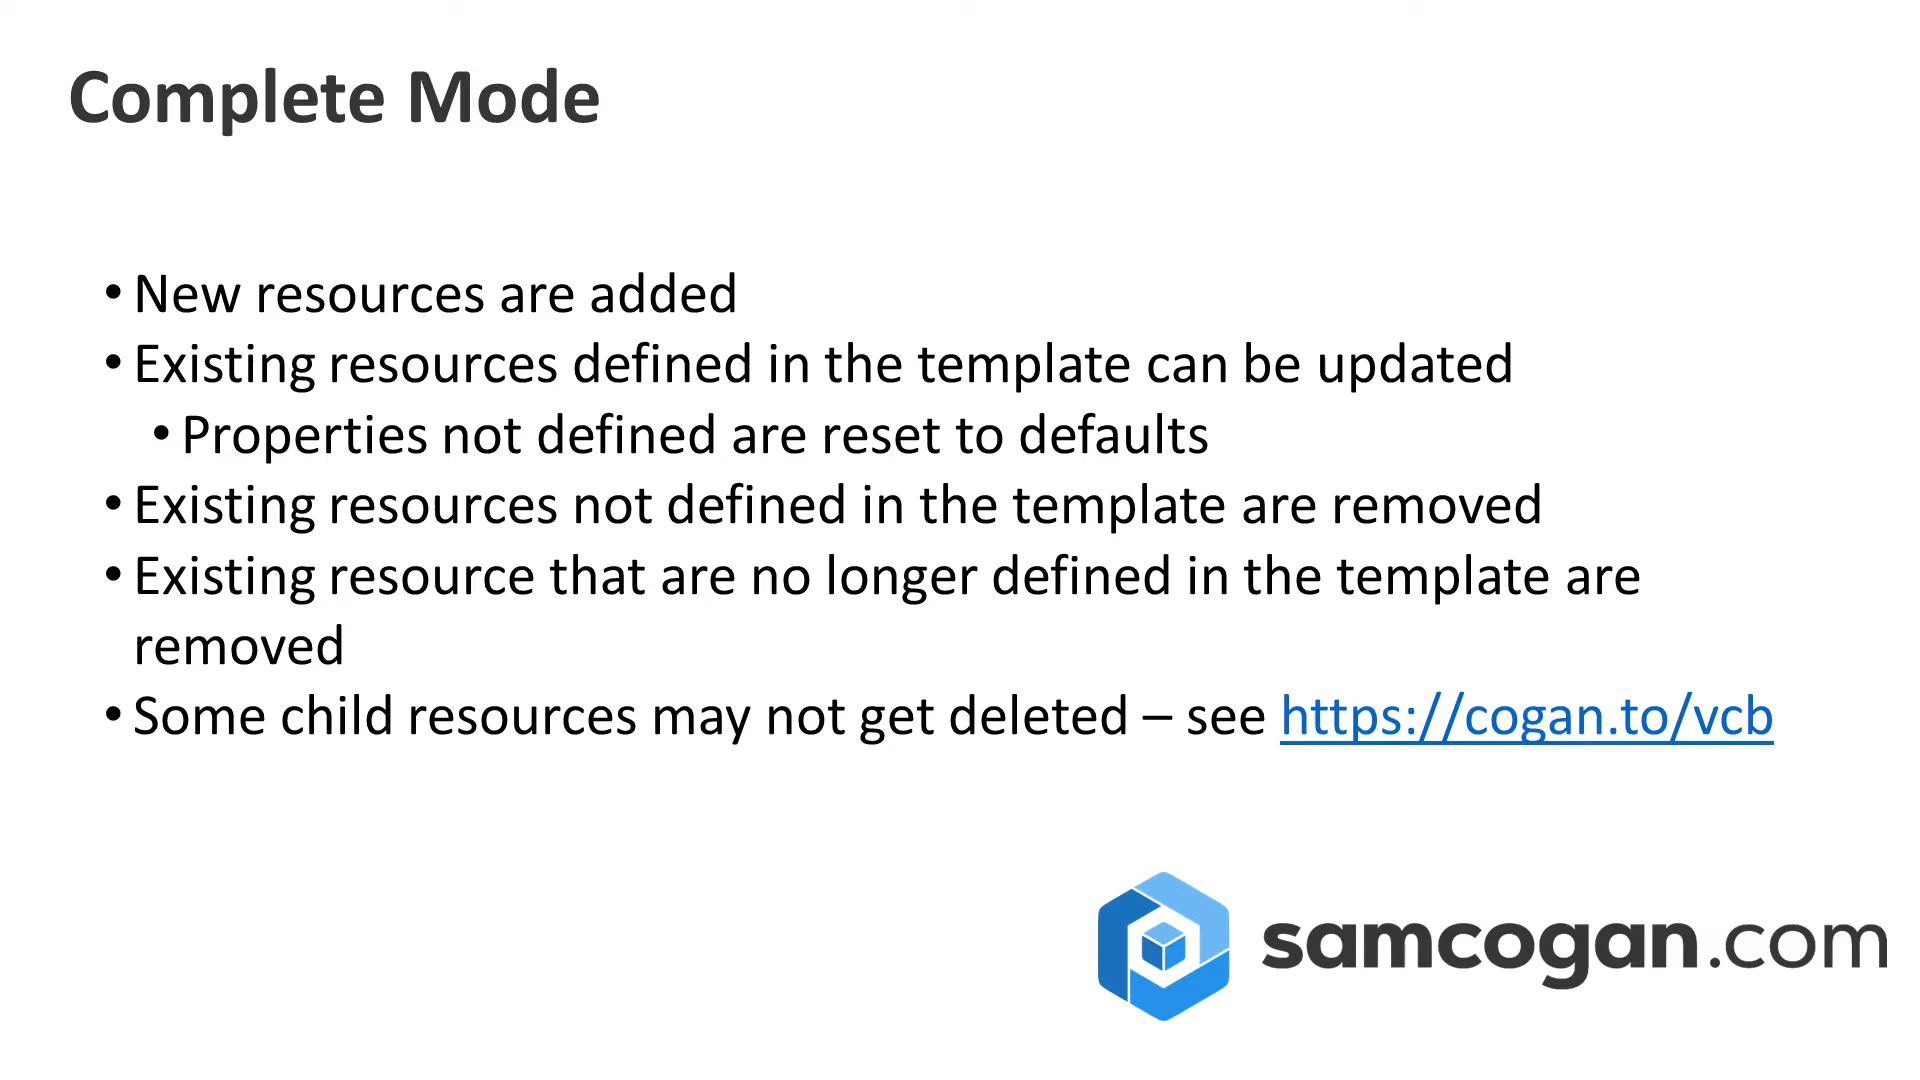 Complete Mode
• New resources are added
• Existing resources defined in the template can be updated
• Properties not defined are reset to defaults
• Existing resources not defined in the template are removed
• Existing resource that are no longer defined in the template are
removed
• Some child resources may not get deleted – see https://cogan.to/vcb
samcogan.com